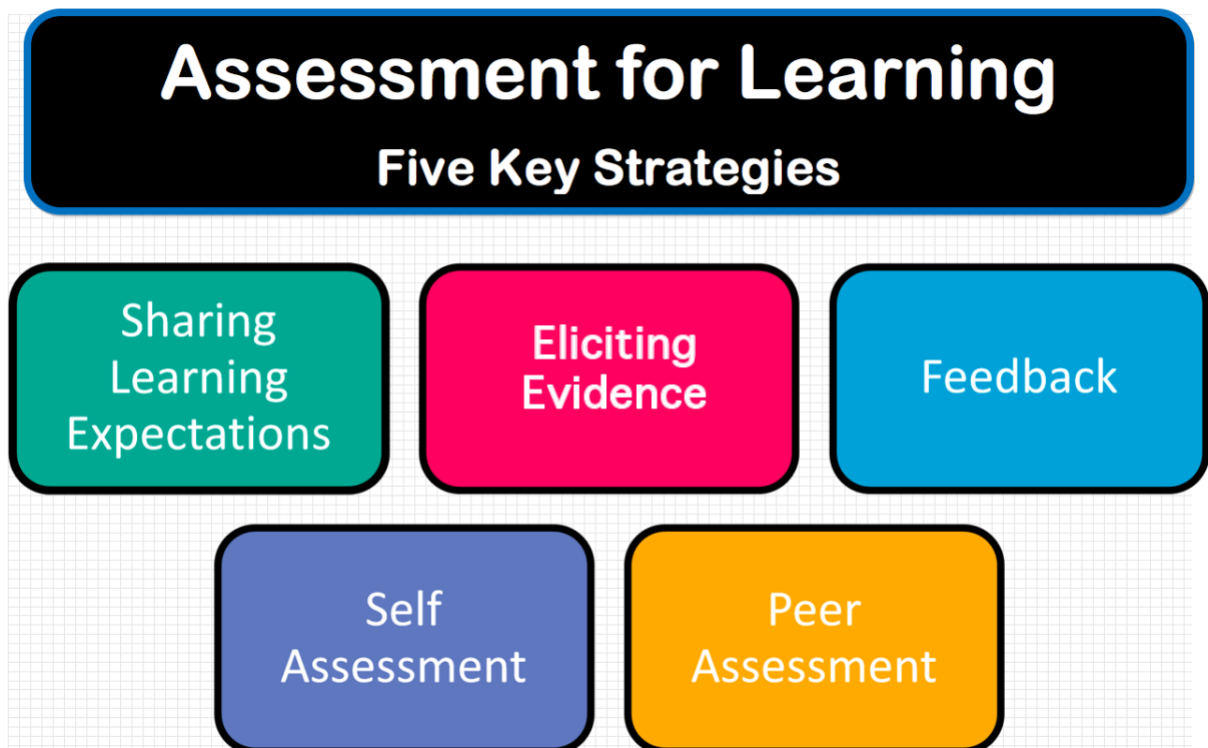 Assessment for Learning
Five Key Strategies
Sharing
Learning
Expectations
Eliciting
Evidence
Feedback
Self
Assessment
Peer
Assessment